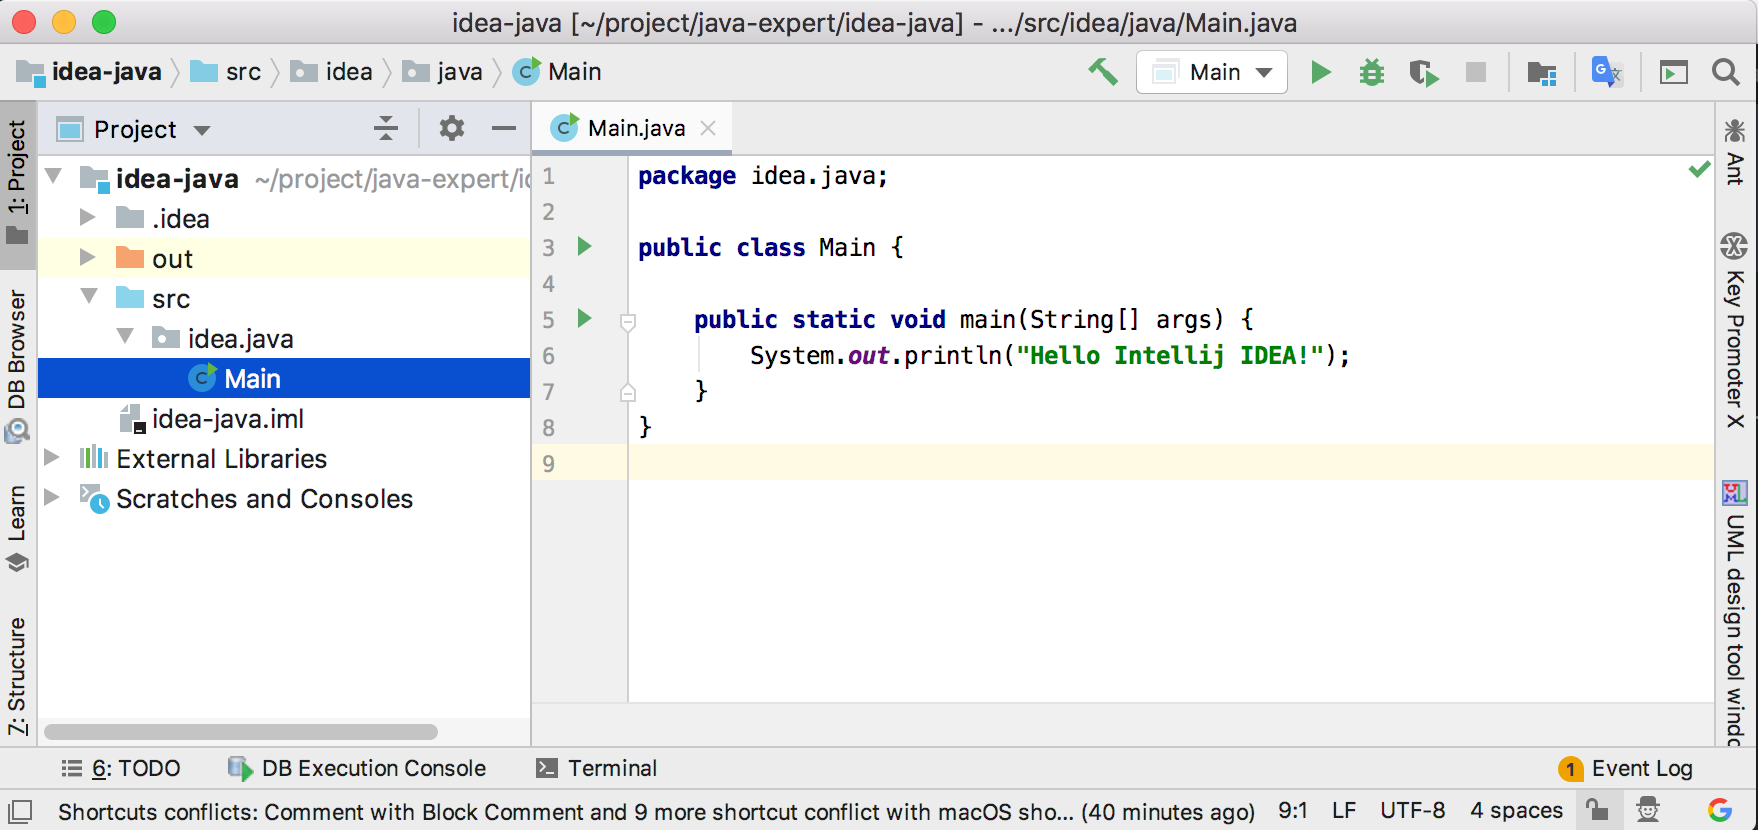 idea-java [~/project/java-expert/idea-java] - .../src/idea/java/Main.java
idea-java src idea java Main
Main
1: Project
DB Browser
Learn
7: Structure
Project
idea-java ~/project/java-expert/i
.idea
out
src
idea.java
Main
idea-java.iml
External Libraries
Scratches and Consoles
Main.java
1 package idea.java;
2
3 public class Main {
4
5 public static void main(String[] args) {
6 System.out.println("Hello Intellij IDEA!");
7 }
8 }
9
Ant
Key Promoter X
UML design tool windo
6: TODO
DB Execution Console
Terminal
1 Event Log
Shortcuts conflicts: Comment with Block Comment and 9 more shortcut conflict with macOS sho... (40 minutes ago)
9:1 LF UTF-8 4 spaces